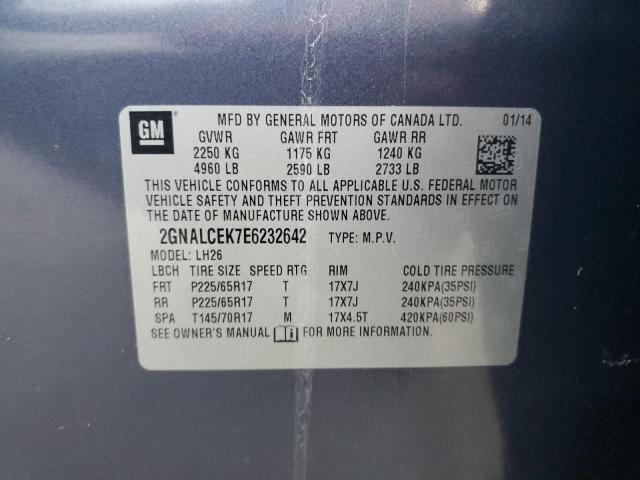 GM
MFD BY GENERAL MOTORS OF CANADA LTD. 01/14
GVWR GAWR FRT GAWR RR
2250 KG 1175 KG 1240 KG
4960 LB 2590 LB 2733 LB
THIS VEHICLE CONFORMS TO ALL APPLICABLE U.S. FEDERAL MOTOR
VEHICLE SAFETY AND THEFT PREVENTION STANDARDS IN EFFECT ON
THE DATE OF MANUFACTURE SHOWN ABOVE.
2GNALCEK7E6232642 TYPE: M.P.V.
MODEL: LH26
LBCH TIRE SIZE SPEED RTG RIM COLD TIRE PRESSURE
FRT P225/65R17 T 17X7J 240KPA(35PSI)
RR P225/65R17 T 17X7J 240KPA(35PSI)
SPA T145/70R17 M 17X4.5T 420KPA(60PSI)
SEE OWNER'S MANUAL FOR MORE INFORMATION.